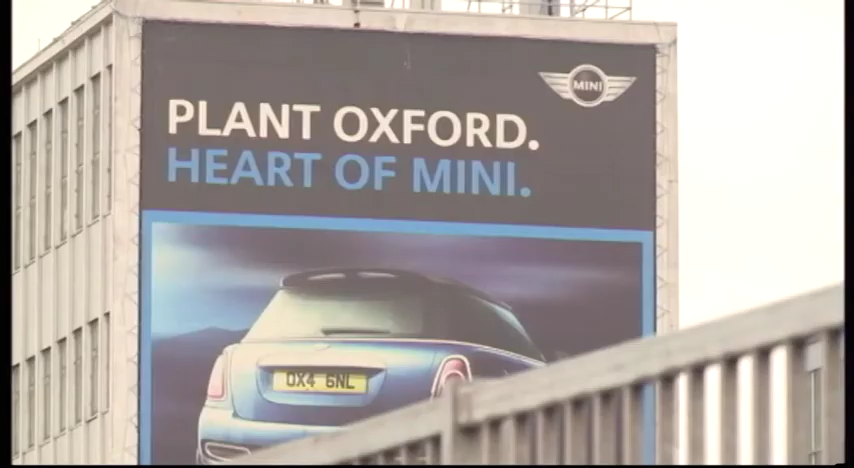 MINI
PLANT OXFORD.
HEART OF MINI.
OX4 6NL